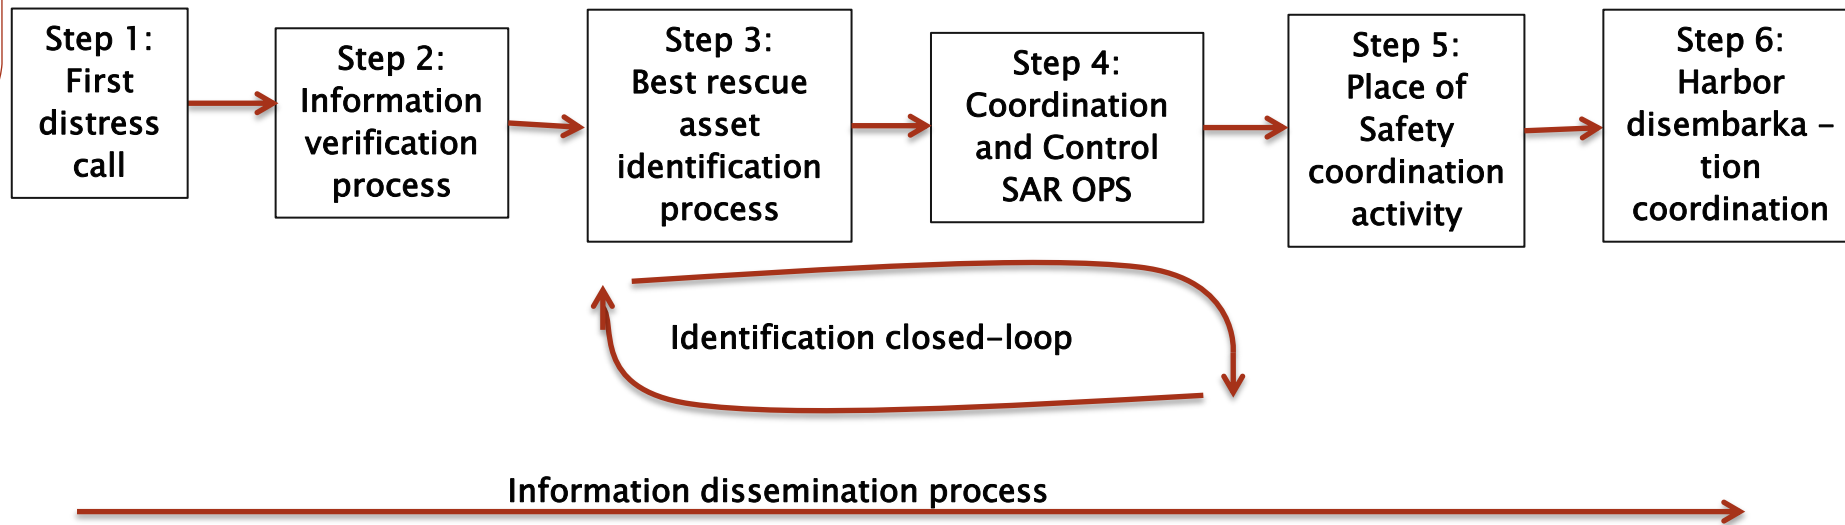 Step 1:
First
distress
call
Step 2:
Information
verification
process
Step 3:
Best rescue
asset
identification
process
Step 4:
Coordination
and Control
SAR OPS
Step 5:
Place of
Safety
coordination
activity
Step 6:
Harbor
disembarka –
tion
coordination
Identification closed–loop
Information dissemination process